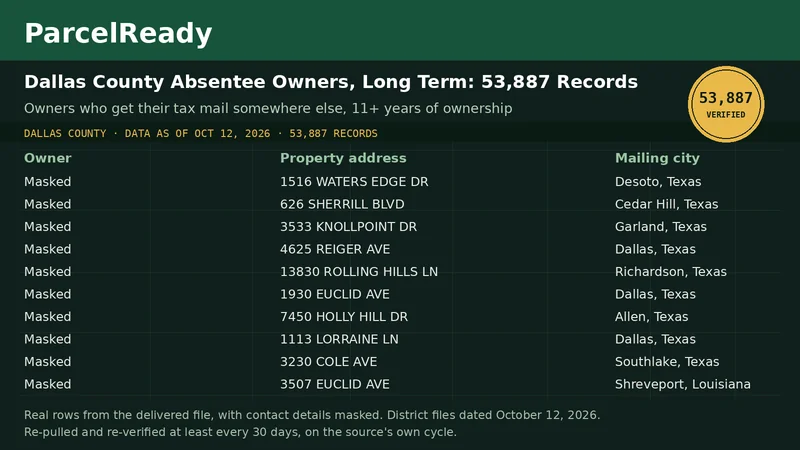 ParcelReady
Dallas County Absentee Owners, Long Term: 53,887 Records
Owners who get their tax mail somewhere else, 11+ years of ownership
53,887
VERIFIED
DALLAS COUNTY · DATA AS OF OCT 12, 2026 · 53,887 RECORDS
Owner Property address Mailing city
Masked 1516 WATERS EDGE DR Desoto, Texas
Masked 626 SHERRILL BLVD Cedar Hill, Texas
Masked 3533 KNOLLPOINT DR Garland, Texas
Masked 4625 REIGER AVE Dallas, Texas
Masked 13830 ROLLING HILLS LN Richardson, Texas
Masked 1930 EUCLID AVE Dallas, Texas
Masked 7450 HOLLY HILL DR Allen, Texas
Masked 1113 LORRAINE LN Dallas, Texas
Masked 3230 COLE AVE Southlake, Texas
Masked 3507 EUCLID AVE Shreveport, Louisiana
Real rows from the delivered file, with contact details masked. District files dated October 12, 2026.
Re-pulled and re-verified at least every 30 days, on the source's own cycle.